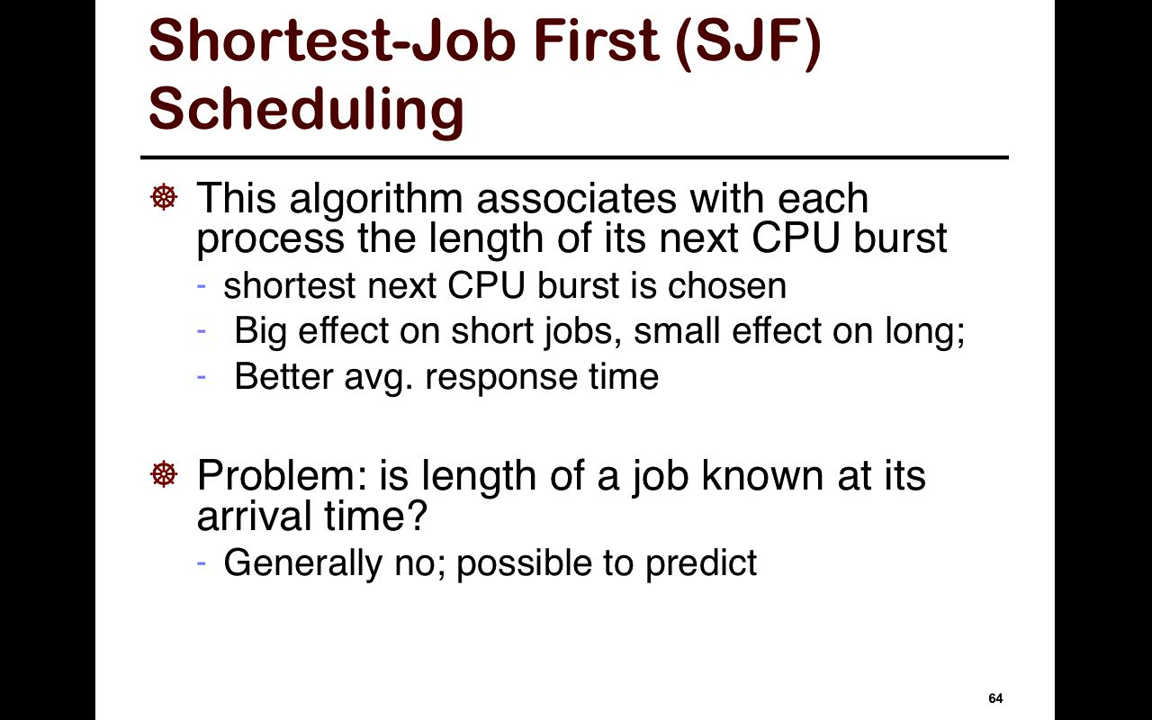 Shortest-Job First (SJF)
Scheduling
This algorithm associates with each
process the length of its next CPU burst
- shortest next CPU burst is chosen
- Big effect on short jobs, small effect on long;
- Better avg. response time
Problem: is length of a job known at its
arrival time?
- Generally no; possible to predict
64